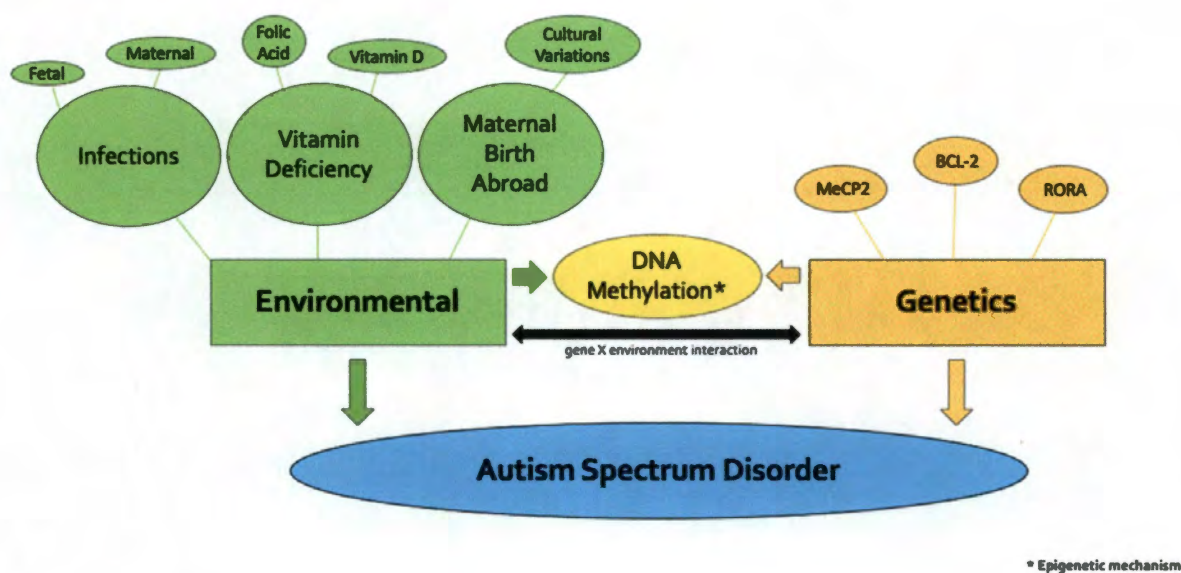 Fetal
Maternal
Folic
Acid
Vitamin D
Cultural
Variations
Infections
Vitamin
Deficiency
Maternal
Birth
Abroad
MeCP2
BCL-2
RORA
Environmental
DNA
Methylation*
Genetics
gene X environment interaction
Autism Spectrum Disorder
* Epigenetic mechanism